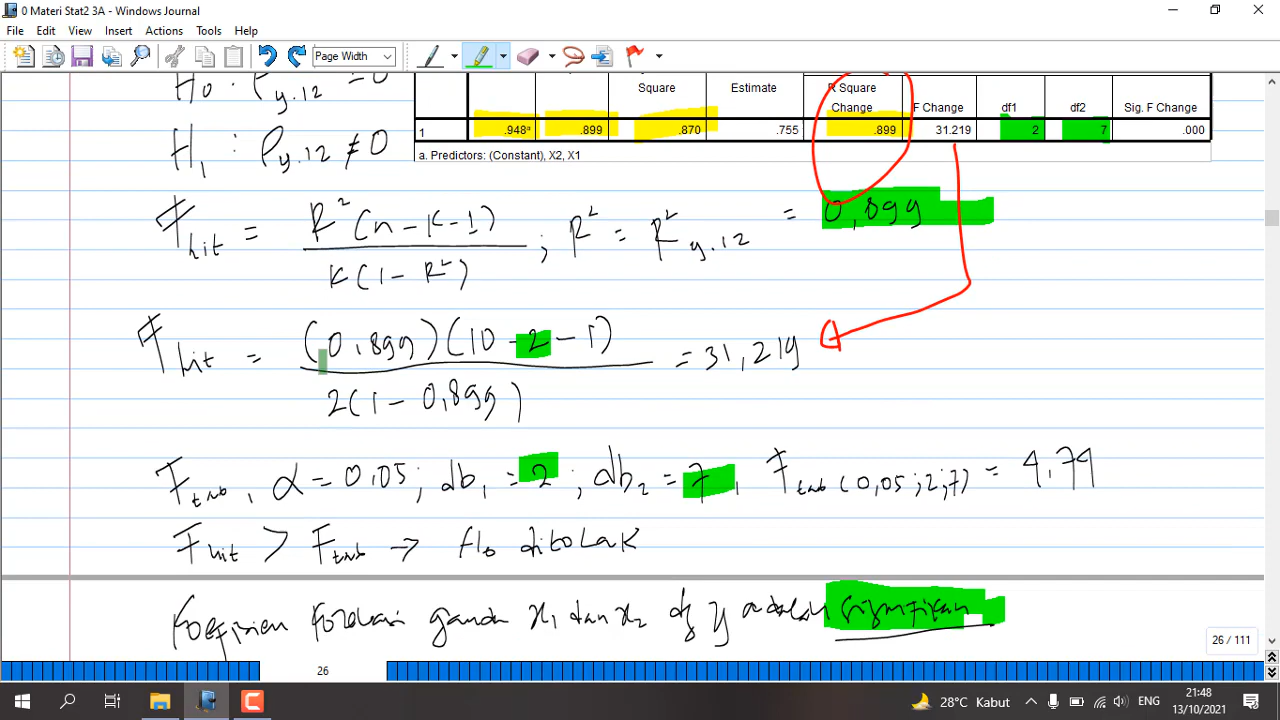 0 Materi Stat2 3A - Windows Journal
File Edit View Insert Actions Tools Help
Page Width
H0 : ρy.12 = 0
H1 : ρy.12 ≠ 0
Square Estimate R Square Change F Change df1 df2 Sig. F Change
1 .948ᵃ .899 .870 .755 .899 31.219 2 7 .000
a. Predictors: (Constant), X2, X1
Fhit = R²(n-k-1) / k(1-R²) ; R² = R²y.12 = 0,899
Fhit = (0,899)(10-2-1) / 2(1-0,899) = 31,219
Ftab, α = 0,05 ; db1 = 2 ; db2 = 7, Ftab(0,05;2;7) = 4,74
Fhit > Ftab → H0 ditolak
Koefisien korelasi ganda x1 dan x2 dg y adalah signifikan
26 / 111
26
28°C Kabut ENG 21:48
13/10/2021